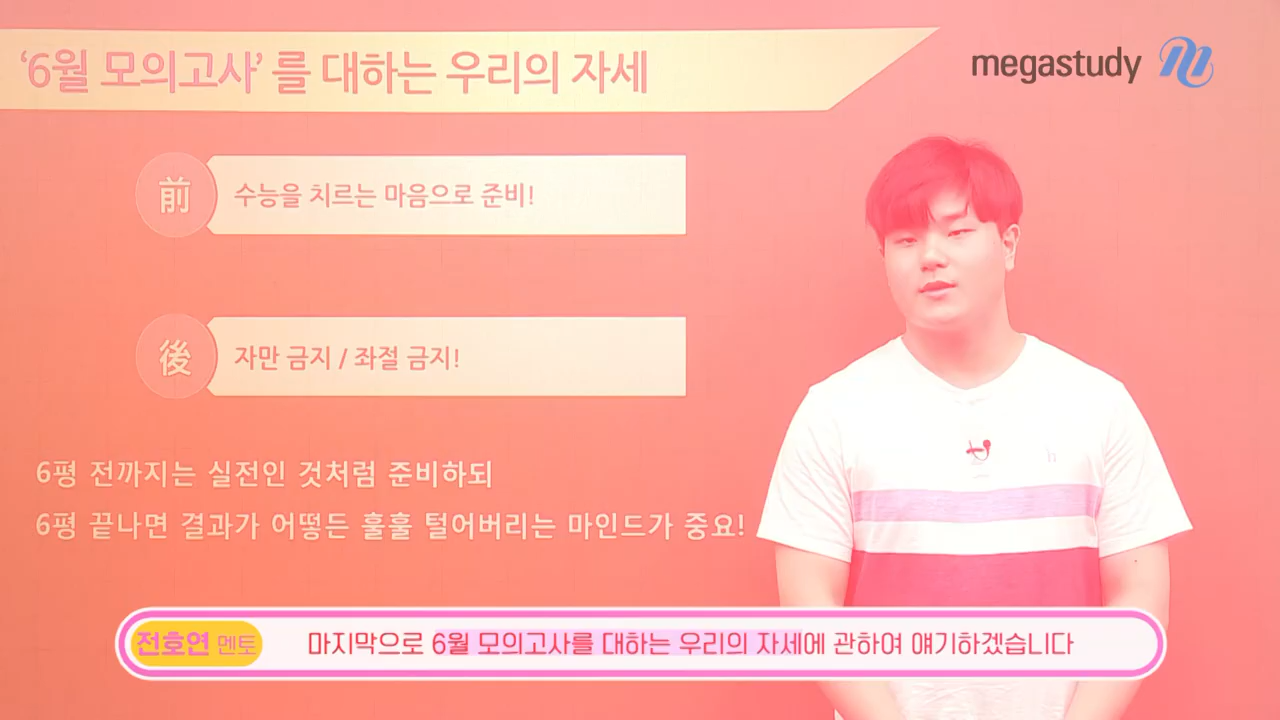 ‘6월 모의고사’를 대하는 우리의 자세
megastudy
前
수능을 치르는 마음으로 준비!
後
자만 금지 / 좌절 금지!
6평 전까지는 실전인 것처럼 준비하되
6평 끝나면 결과가 어떻든 훌훌 털어버리는 마인드가 중요!
전호연 멘토
마지막으로 6월 모의고사를 대하는 우리의 자세에 관하여 얘기하겠습니다